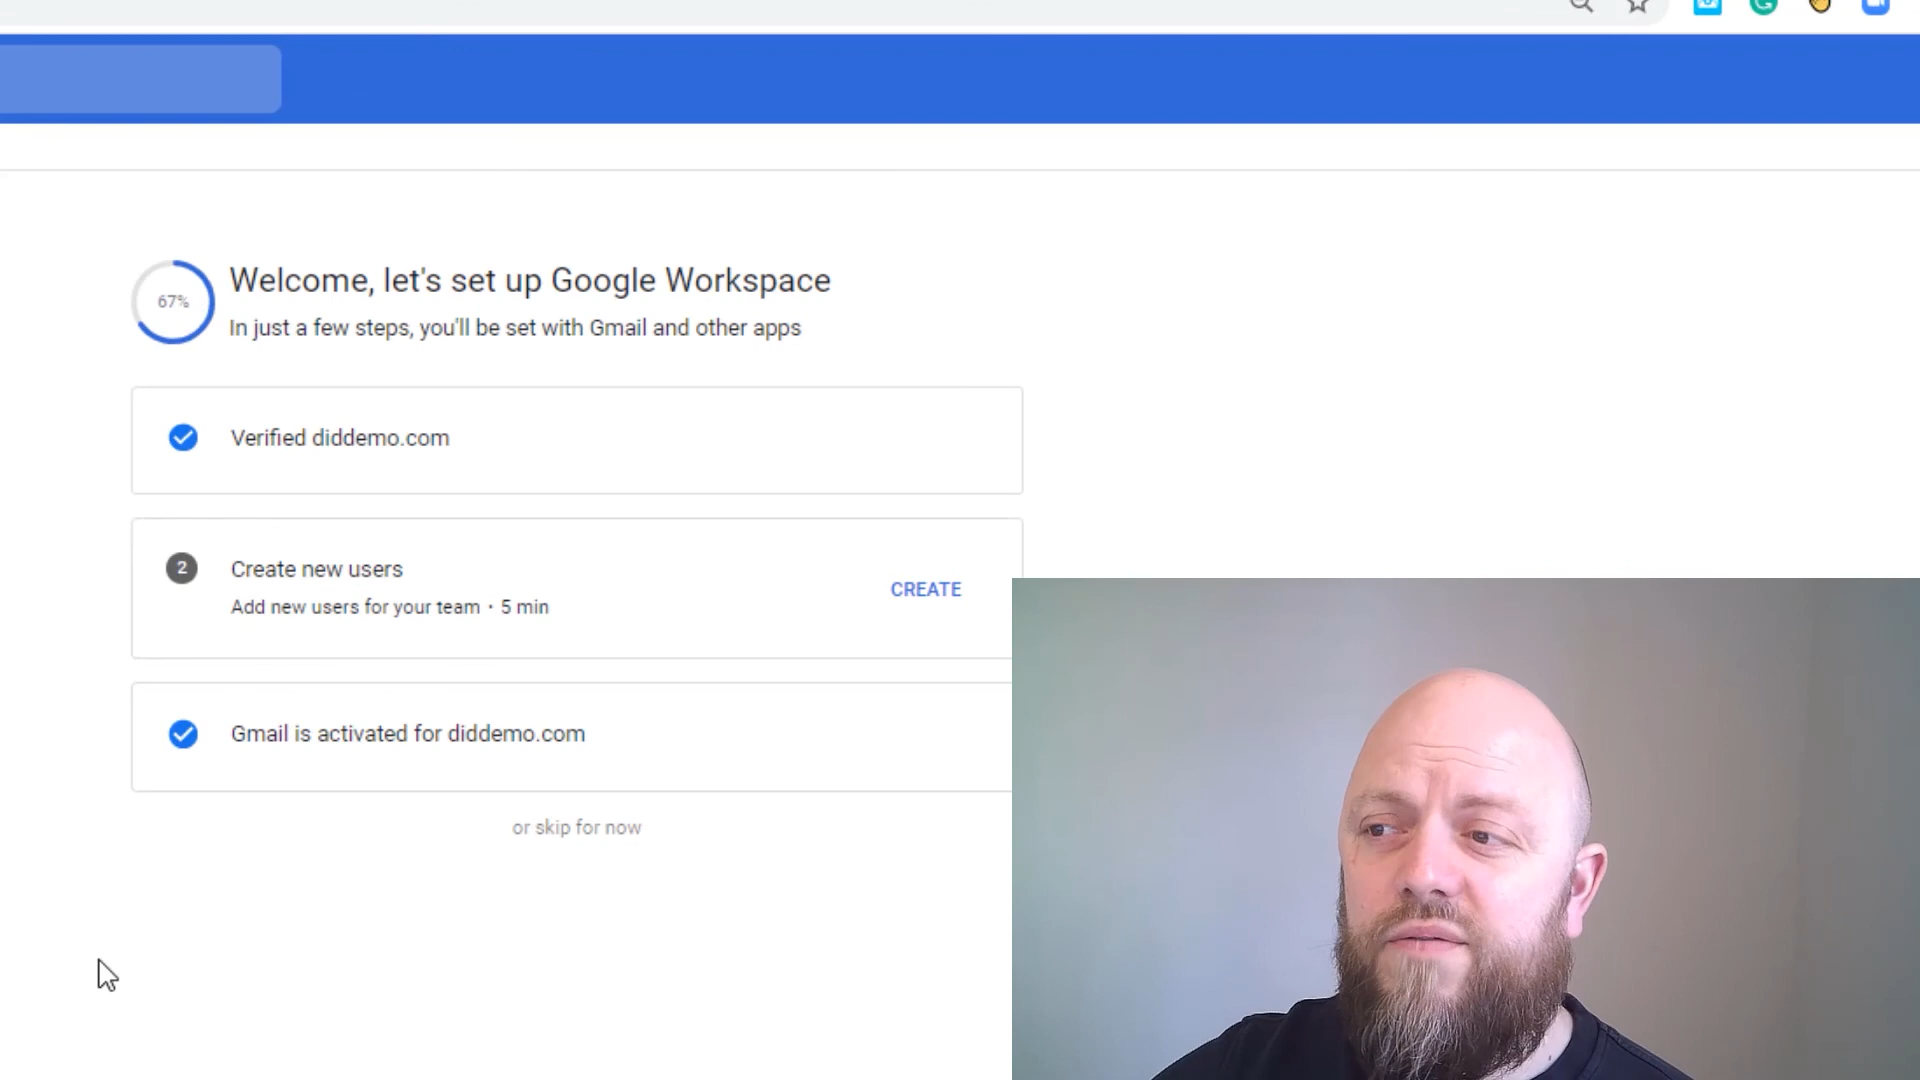 67%
Welcome, let's set up Google Workspace
In just a few steps, you'll be set with Gmail and other apps
Verified diddemo.com
2
Create new users
Add new users for your team · 5 min
CREATE
Gmail is activated for diddemo.com
or skip for now